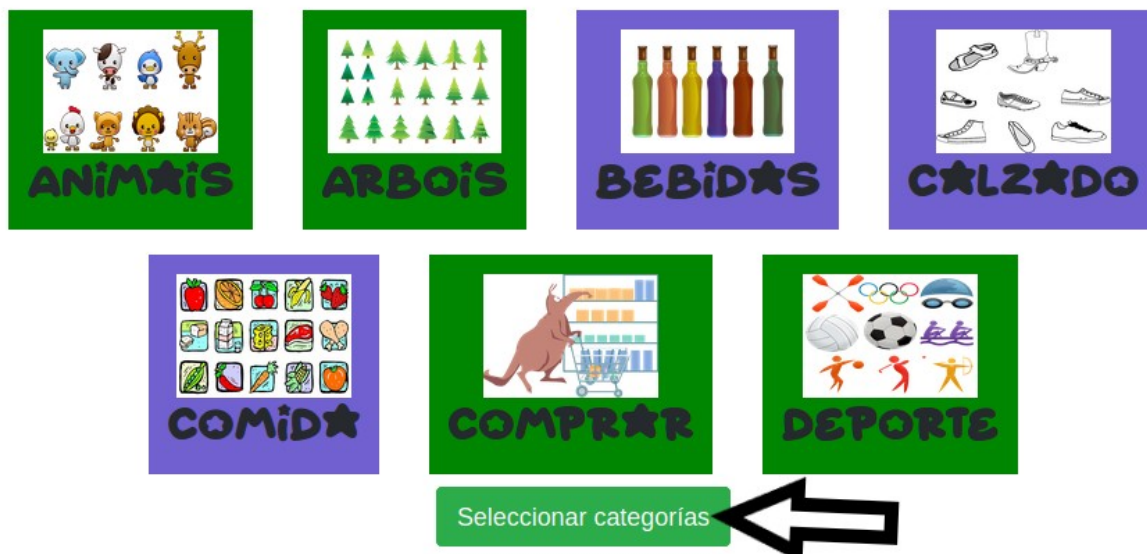 ANiMAiS
ARBOiS
BEBiDAS
CALZADO
COMiDA
COMPRAR
DEPORTE
Seleccionar categorías